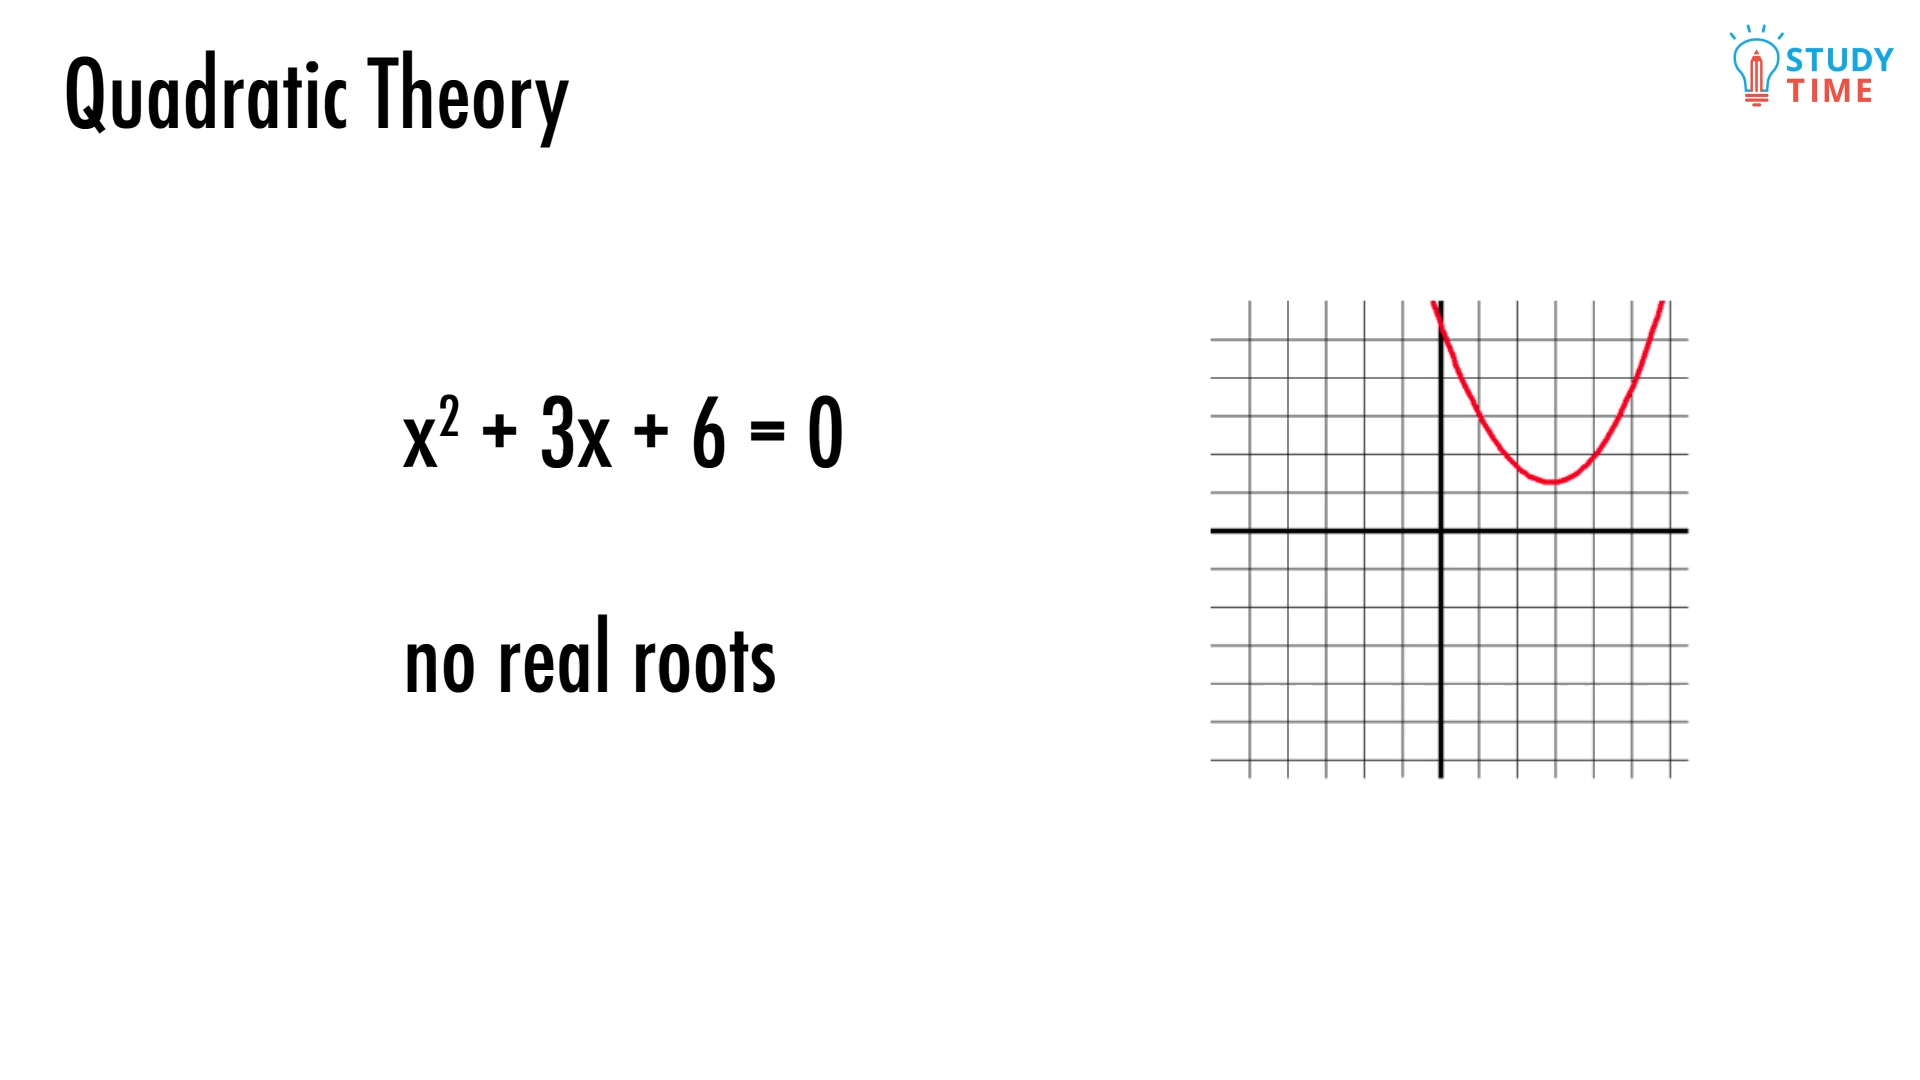 Quadratic Theory
STUDY
TIME
x² + 3x + 6 = 0
no real roots